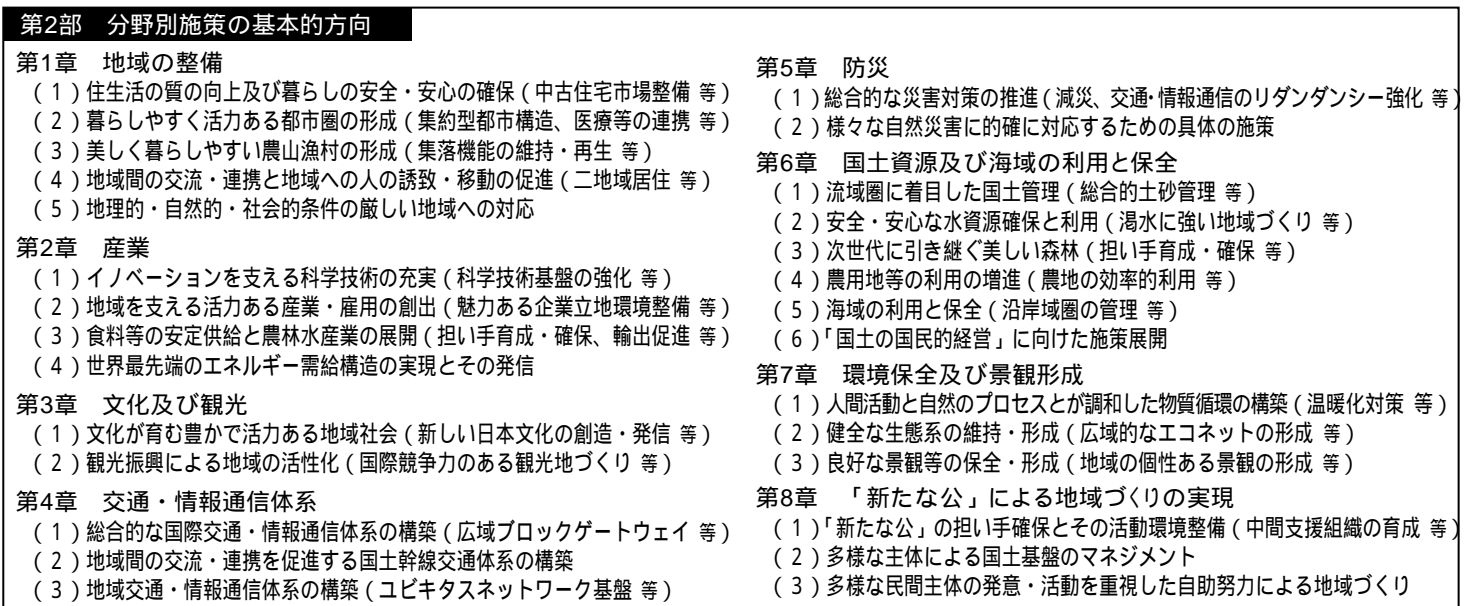 第2部　分野別施策の基本的方向
第1章　地域の整備
(1)住生活の質の向上及び暮らしの安全・安心の確保(中古住宅市場整備 等)
(2)暮らしやすく活力ある都市圏の形成(集約型都市構造、医療等の連携 等)
(3)美しく暮らしやすい農山漁村の形成(集落機能の維持・再生 等)
(4)地域間の交流・連携と地域への人の誘致・移動の促進(二地域居住 等)
(5)地理的・自然的・社会的条件の厳しい地域への対応
第2章　産業
(1)イノベーションを支える科学技術の充実(科学技術基盤の強化 等)
(2)地域を支える活力ある産業・雇用の創出(魅力ある企業立地環境整備 等)
(3)食料等の安定供給と農林水産業の展開(担い手育成・確保、輸出促進 等)
(4)世界最先端のエネルギー需給構造の実現とその発信
第3章　文化及び観光
(1)文化が育む豊かで活力ある地域社会(新しい日本文化の創造・発信 等)
(2)観光振興による地域の活性化(国際競争力のある観光地づくり 等)
第4章　交通・情報通信体系
(1)総合的な国際交通・情報通信体系の構築(広域ブロックゲートウェイ 等)
(2)地域間の交流・連携を促進する国土幹線交通体系の構築
(3)地域交通・情報通信体系の構築(ユビキタスネットワーク基盤 等)
第5章　防災
(1)総合的な災害対策の推進(減災、交通・情報通信のリダンダンシー強化 等)
(2)様々な自然災害に的確に対応するための具体の施策
第6章　国土資源及び海域の利用と保全
(1)流域圏に着目した国土管理(総合的土砂管理 等)
(2)安全・安心な水資源確保と利用(渇水に強い地域づくり 等)
(3)次世代に引き継ぐ美しい森林(担い手育成・確保 等)
(4)農用地等の利用の増進(農地の効率的利用 等)
(5)海域の利用と保全(沿岸域圏の管理 等)
(6)「国土の国民的経営」に向けた施策展開
第7章　環境保全及び景観形成
(1)人間活動と自然のプロセスとが調和した物質循環の構築(温暖化対策 等)
(2)健全な生態系の維持・形成(広域的なエコネットの形成 等)
(3)良好な景観等の保全・形成(地域の個性ある景観の形成 等)
第8章　「新たな公」による地域づくりの実現
(1)「新たな公」の担い手確保とその活動環境整備(中間支援組織の育成 等)
(2)多様な主体による国土基盤のマネジメント
(3)多様な民間主体の発意・活動を重視した自助努力による地域づくり